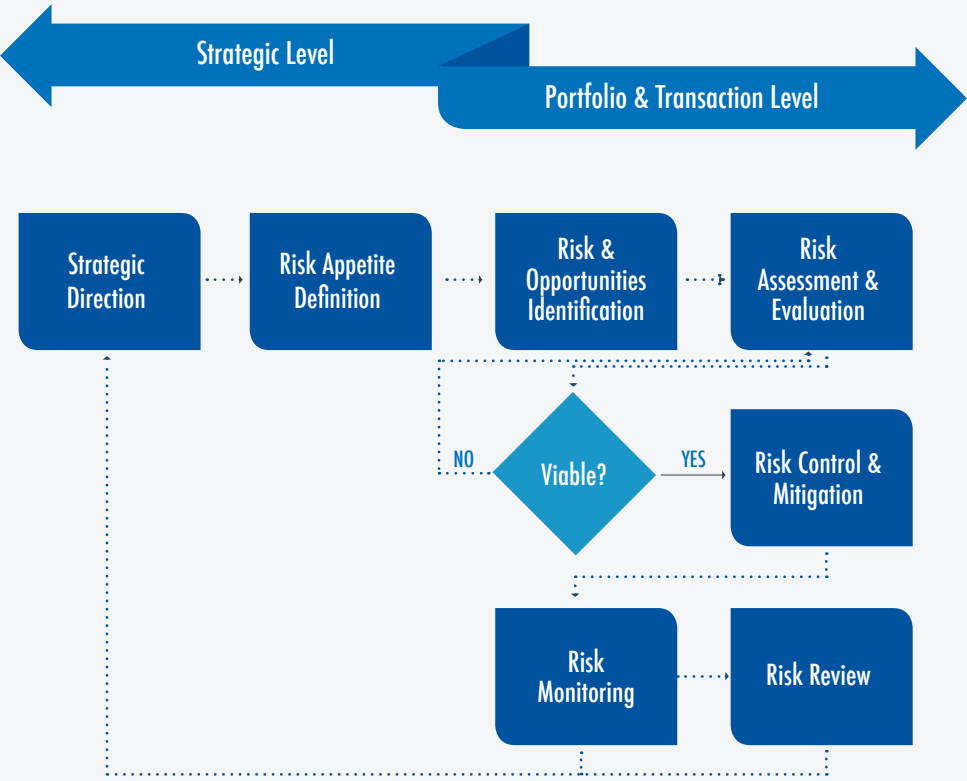 Strategic Level
Portfolio & Transaction Level
Strategic
Direction
Risk Appetite
Definition
Risk &
Opportunities
Identification
Risk
Assessment &
Evaluation
NO
Viable?
YES
Risk Control &
Mitigation
Risk
Monitoring
Risk Review